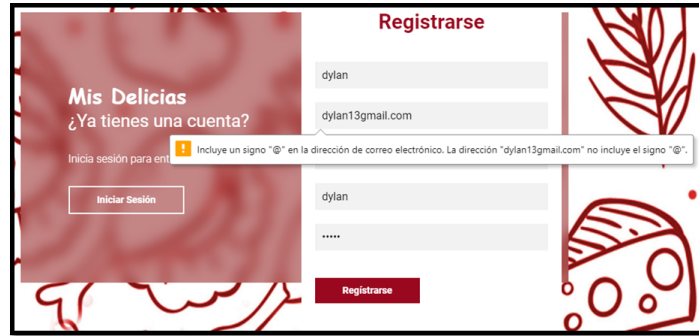 Registrarse
dylan
Mis Delicias
dylan13gmail.com
¿Ya tienes una cuenta?
Incluye un signo "@" en la dirección de correo electrónico. La dirección "dylan13gmail.com" no incluye el signo "@".
Inicia sesión para
Iniciar Sesión
dylan
•••••
Registrarse